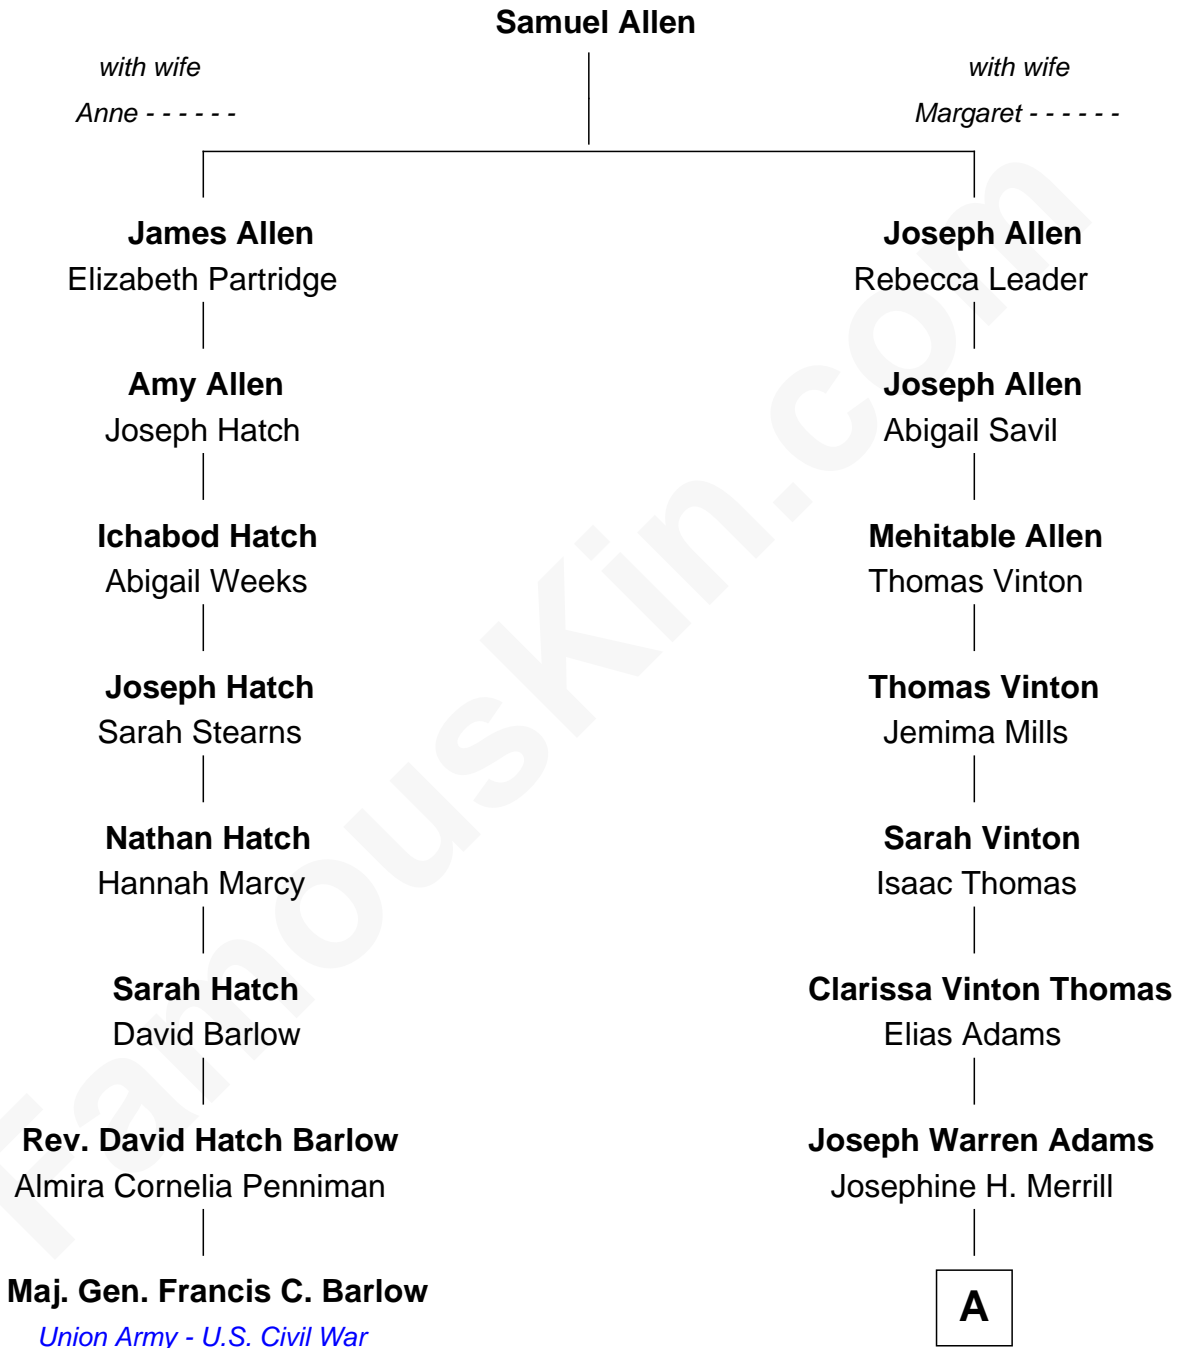 Samuel Allen
with wife
Anne - - - - - -
with wife
Margaret - - - - - -
James Allen
Elizabeth Partridge
Joseph Allen
Rebecca Leader
Amy Allen
Joseph Hatch
Joseph Allen
Abigail Savil
Ichabod Hatch
Abigail Weeks
Mehitable Allen
Thomas Vinton
Joseph Hatch
Sarah Stearns
Thomas Vinton
Jemima Mills
Nathan Hatch
Hannah Marcy
Sarah Vinton
Isaac Thomas
Sarah Hatch
David Barlow
Clarissa Vinton Thomas
Elias Adams
Rev. David Hatch Barlow
Almira Cornelia Penniman
Joseph Warren Adams
Josephine H. Merrill
Maj. Gen. Francis C. Barlow
Union Army - U.S. Civil War
A
FamousKin.com